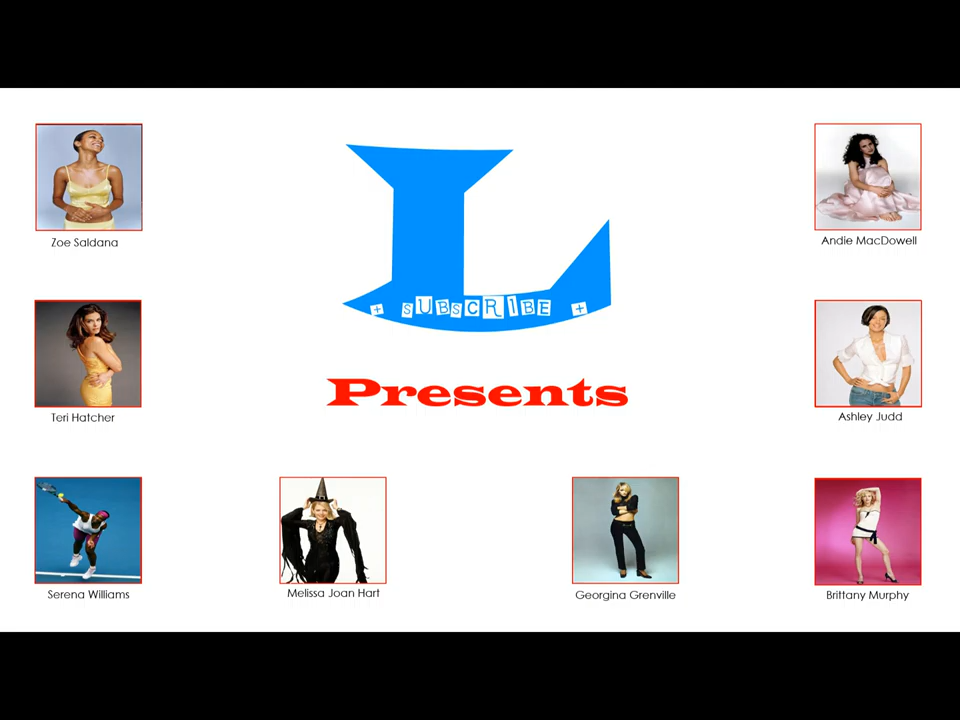 Zoe Saldana
Andie MacDowell
L
+ SUBSCRIBE +
Presents
Teri Hatcher
Ashley Judd
Serena Williams
Melissa Joan Hart
Georgina Grenville
Brittany Murphy